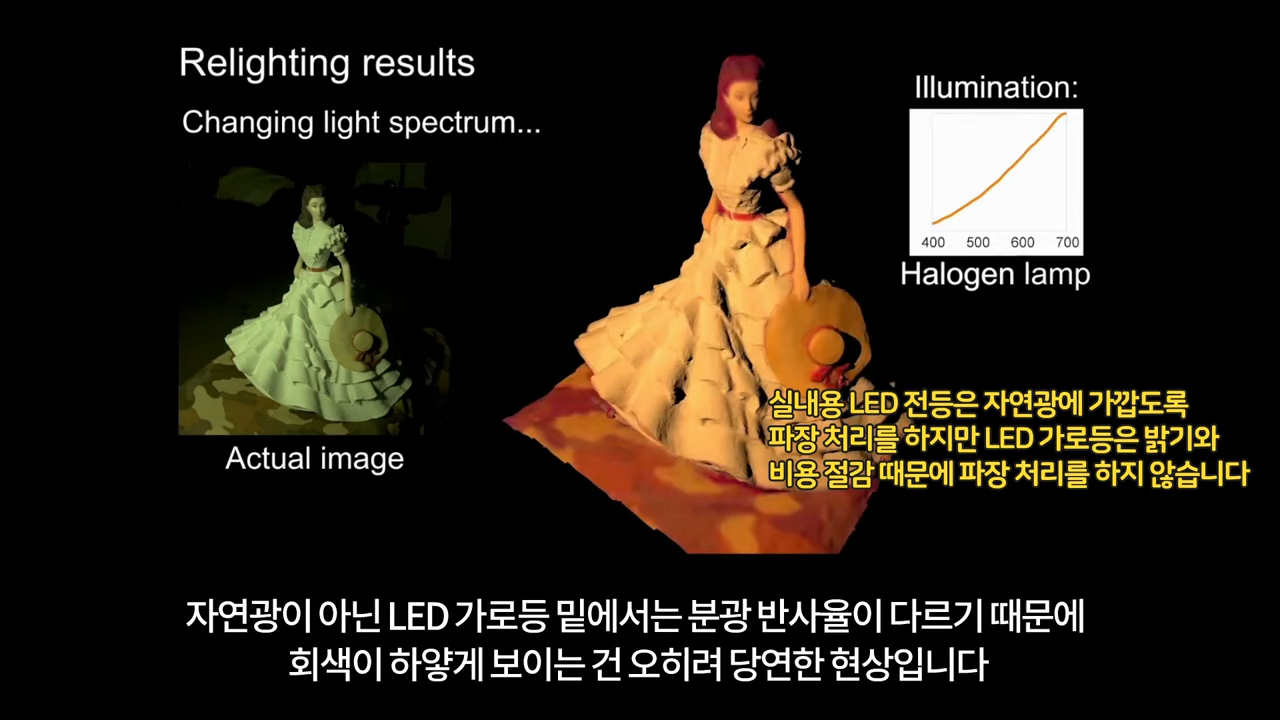 Relighting results
Changing light spectrum...
Actual image
Illumination:
400 500 600 700
Halogen lamp
실내용 LED 전등은 자연광에 가깝도록
파장 처리를 하지만 LED 가로등은 밝기와
비용 절감 때문에 파장 처리를 하지 않습니다
자연광이 아닌 LED 가로등 밑에서는 분광 반사율이 다르기 때문에
회색이 하얗게 보이는 건 오히려 당연한 현상입니다